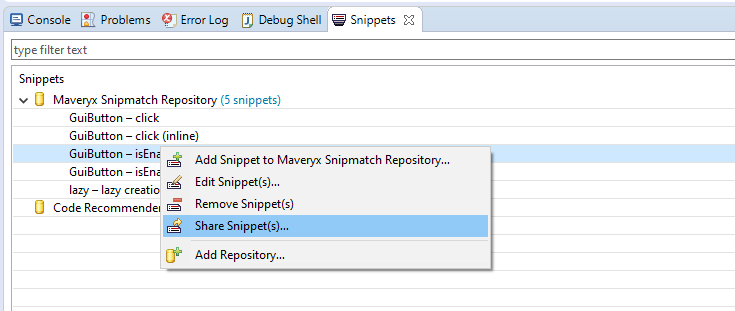 Console Problems Error Log Debug Shell Snippets
type filter text
Snippets
Maveryx Snipmatch Repository (5 snippets)
GuiButton – click
GuiButton – click (inline)
GuiButton – isEna
Add Snippet to Maveryx Snipmatch Repository...
GuiButton – isEna
Edit Snippet(s)...
lazy – lazy creatio
Remove Snippet(s)
Code Recommender
Share Snippet(s)...
Add Repository...